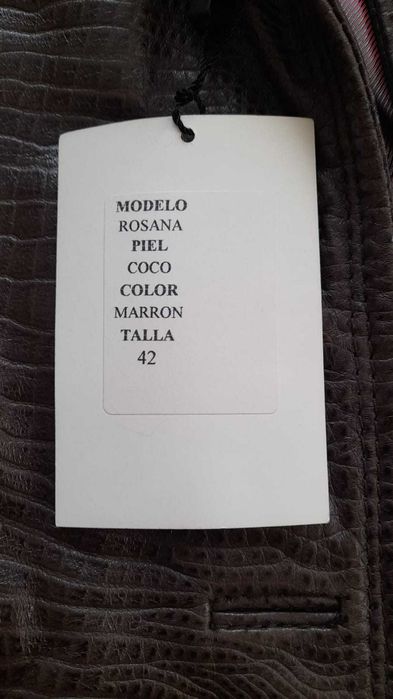 MODELO
ROSANA
PIEL
COCO
COLOR
MARRON
TALLA
42